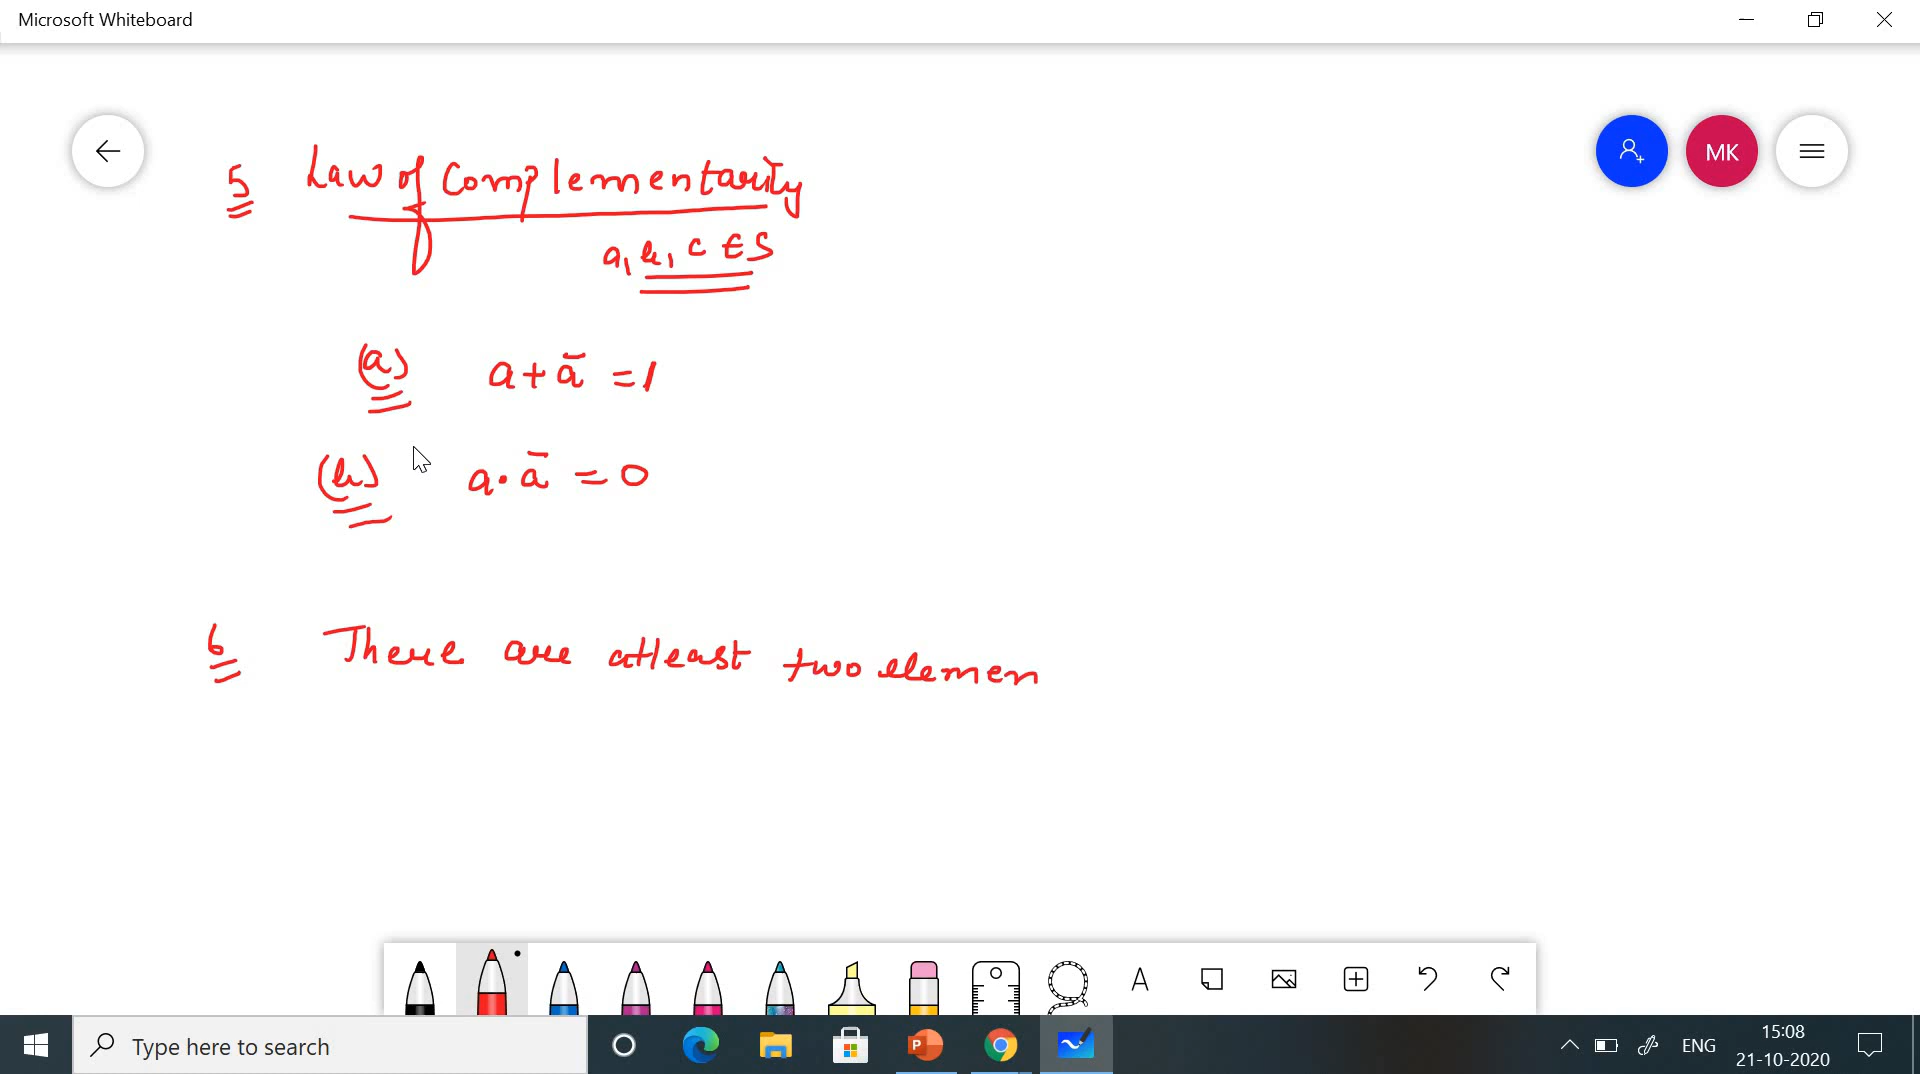 Microsoft Whiteboard
MK
5 Law of Complementarity
a, b, c ∈ S
(a) a + ā = 1
(b) a · ā = 0
6 There are atleast two elemen
A
Type here to search
ENG
15:08
21-10-2020